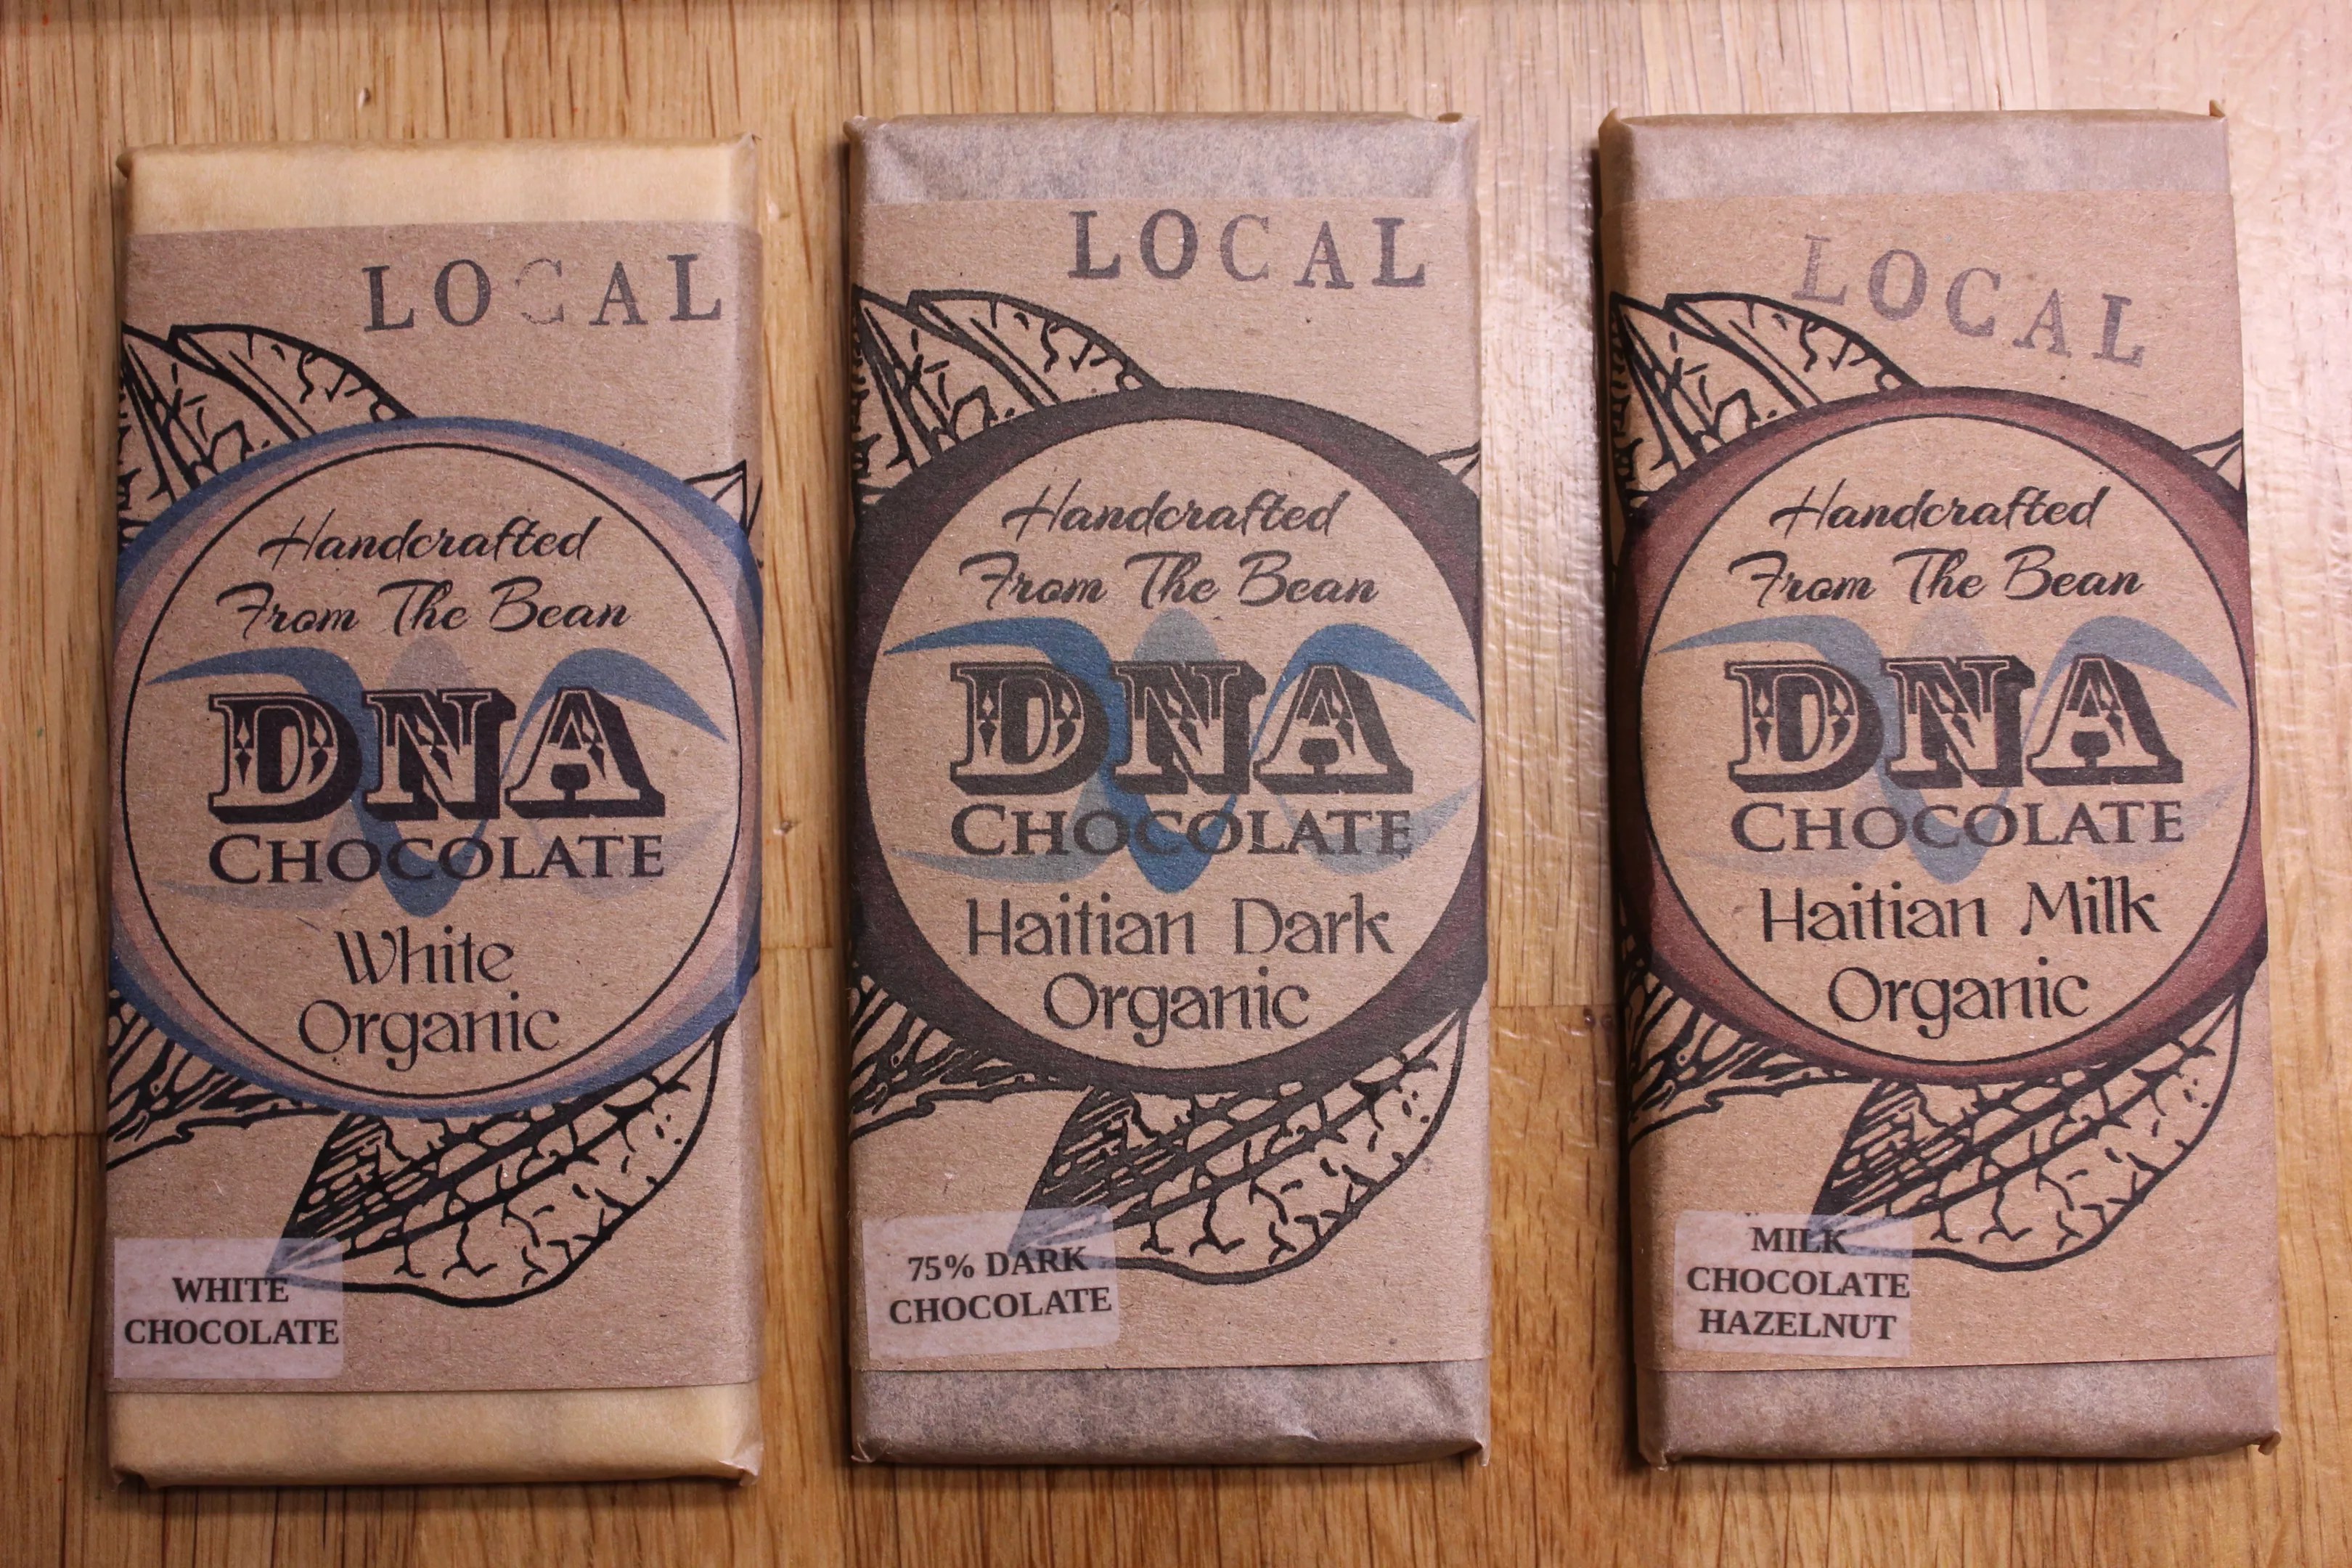 LOCAL
Handcrafted
From The Bean
DNA
CHOCOLATE
White
Organic
WHITE
CHOCOLATE
LOCAL
Handcrafted
From The Bean
DNA
CHOCOLATE
Haitian Dark
Organic
75% DARK
CHOCOLATE
LOCAL
Handcrafted
From The Bean
DNA
CHOCOLATE
Haitian Milk
Organic
MILK
CHOCOLATE
HAZELNUT